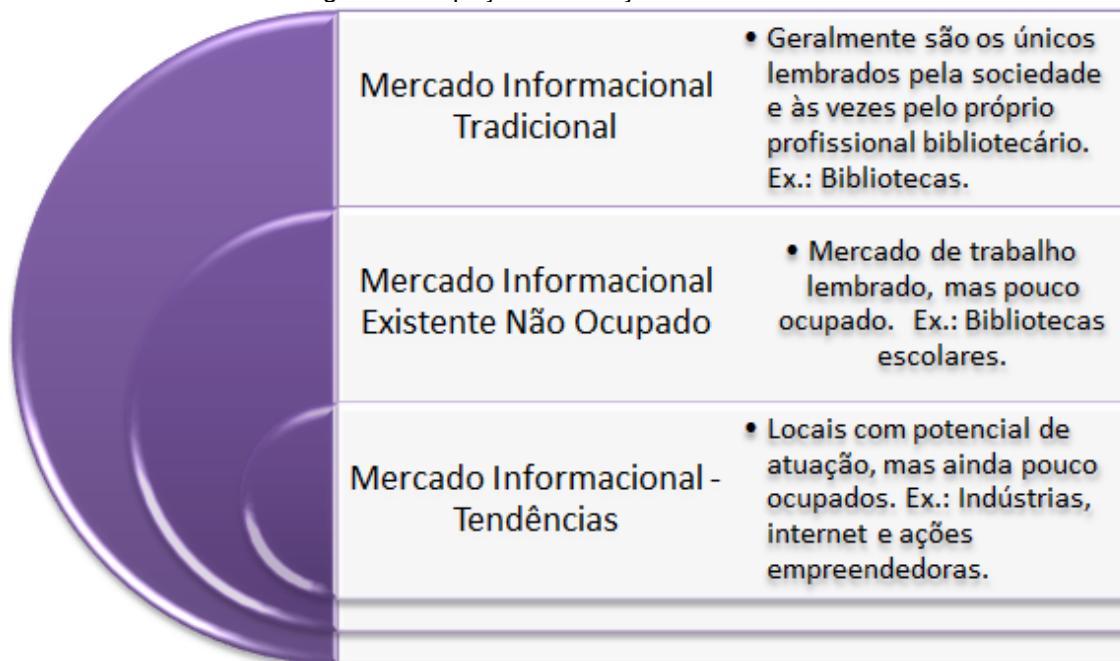 Mercado Informacional
Tradicional
• Geralmente são os únicos
lembrados pela sociedade
e às vezes pelo próprio
profissional bibliotecário.
Ex.: Bibliotecas.
Mercado Informacional
Existente Não Ocupado
• Mercado de trabalho
lembrado, mas pouco
ocupado. Ex.: Bibliotecas
escolares.
Mercado Informacional -
Tendências
• Locais com potencial de
atuação, mas ainda pouco
ocupados. Ex.: Indústrias,
internet e ações
empreendedoras.